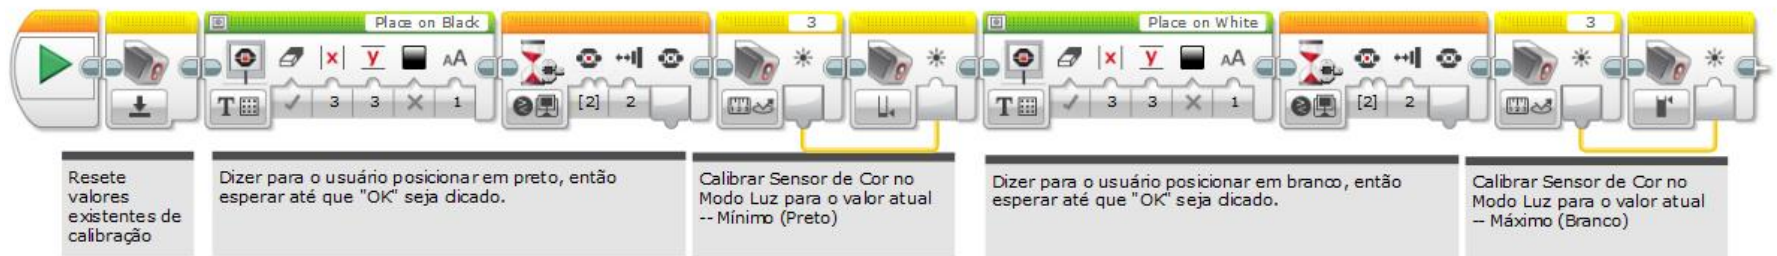 Place on Black
3
Place on White
3
AA
AA
T
3
3
1
[2]
2
T
3
3
1
[2]
2
Resete
valores
existentes de
calibração
Dizer para o usuário posicionar em preto, então
esperar até que "OK" seja dicado.
Calibrar Sensor de Cor no
Modo Luz para o valor atual
-- Mínimo (Preto)
Dizer para o usuário posicionar em branco, então
esperar até que "OK" seja dicado.
Calibrar Sensor de Cor no
Modo Luz para o valor atual
-- Máximo (Branco)